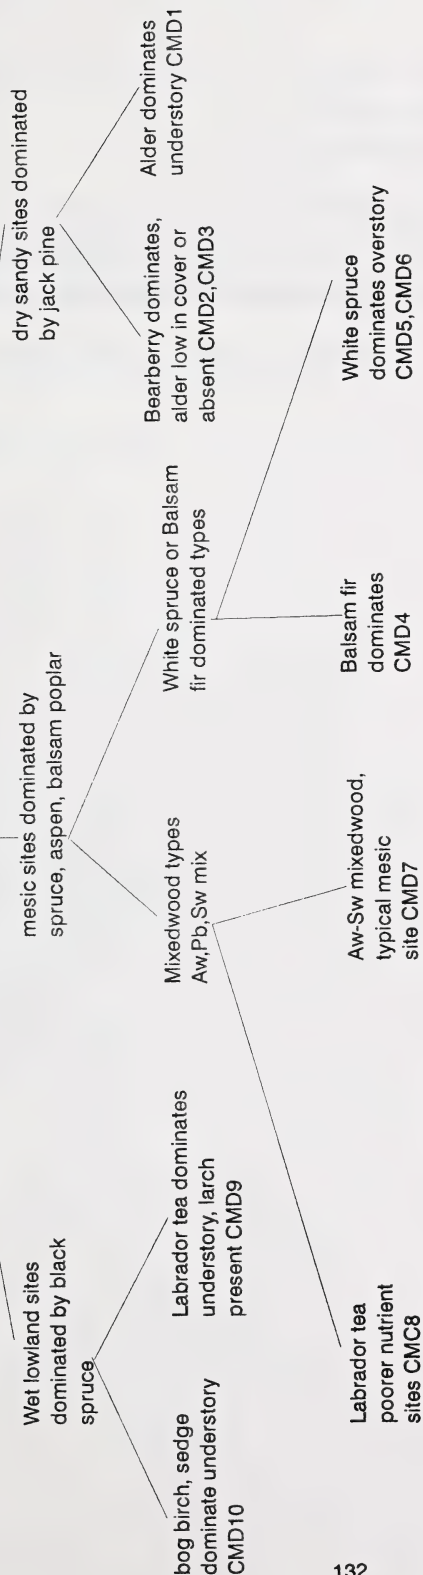 Wet lowland sites
dominated by black
spruce
mesic sites dominated by
spruce, aspen, balsam poplar
dry sandy sites dominated
by jack pine
bog birch, sedge
dominate understory
CMD10
Labrador tea dominates
understory, larch
present CMD9
Mixedwood types
Aw,Pb,Sw mix
White spruce or Balsam
fir dominated types
Bearberry dominates,
alder low in cover or
absent CMD2,CMD3
Alder dominates
understory CMD1
Labrador tea
poorer nutrient
sites CMC8
Aw-Sw mixedwood,
typical mesic
site CMD7
Balsam fir
dominates
CMD4
White spruce
dominates overstory
CMD5,CMD6
132